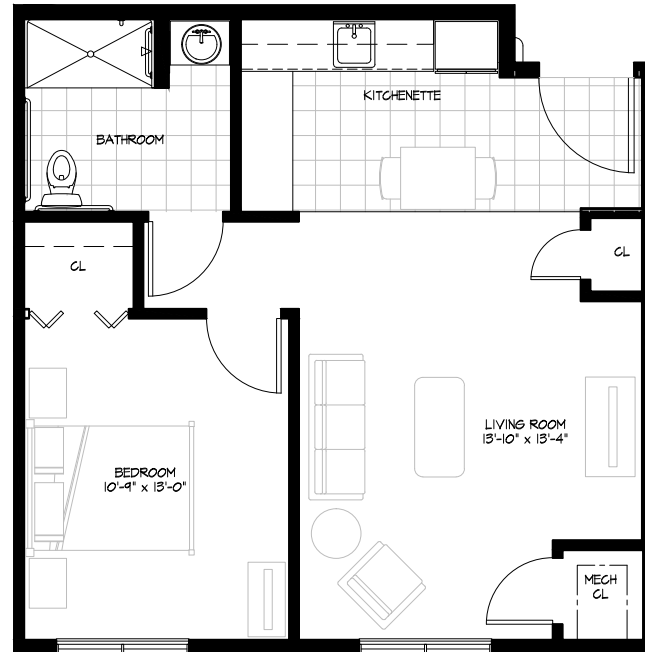 KITCHENETTE
BATHROOM
CL
CL
LIVING ROOM
13'-10" x 13'-4"
BEDROOM
10'-9" x 13'-0"
MECH
CL